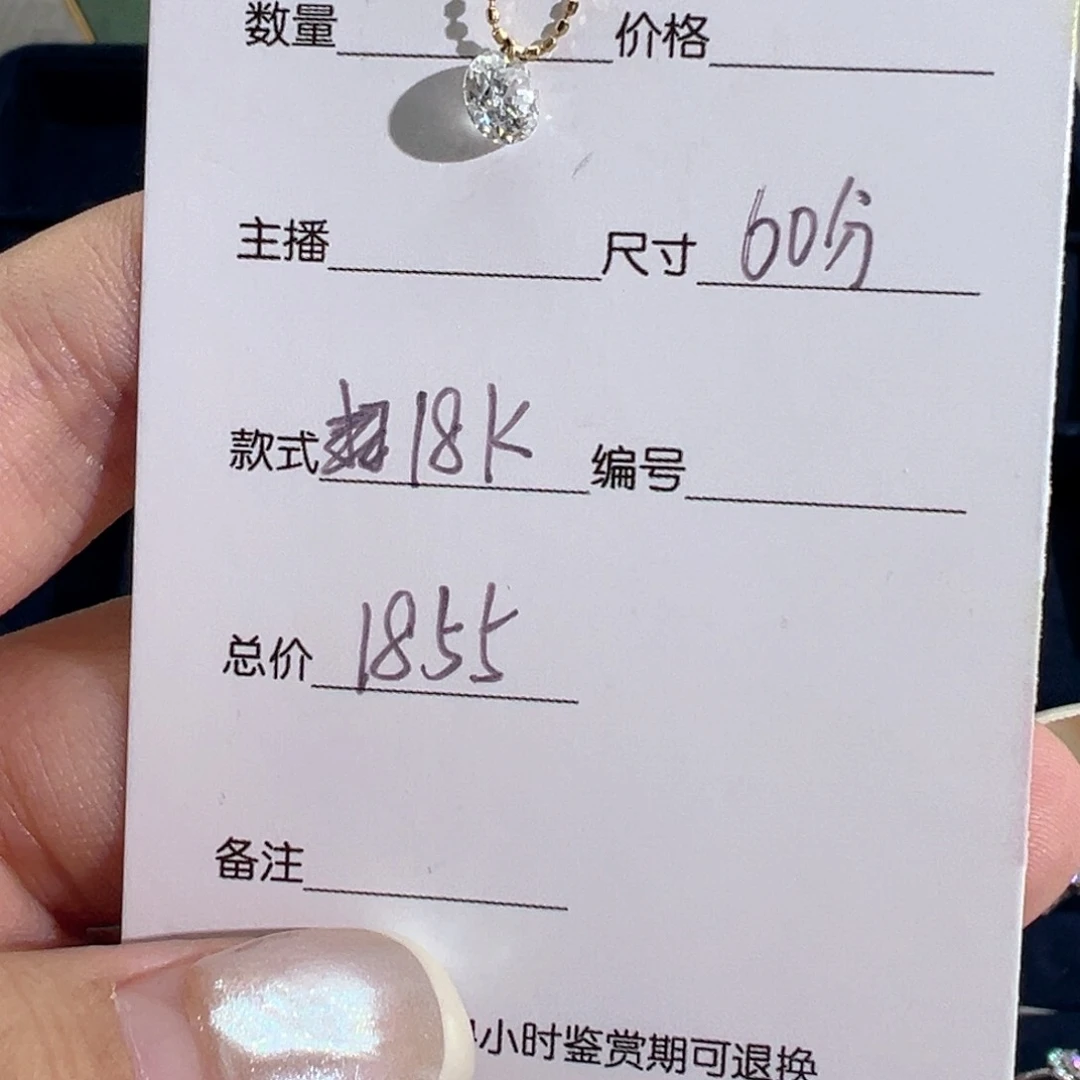 数量 价格
主播 尺寸 60分
款式 18K 编号
总价 1855
备注
小时鉴赏期可退换